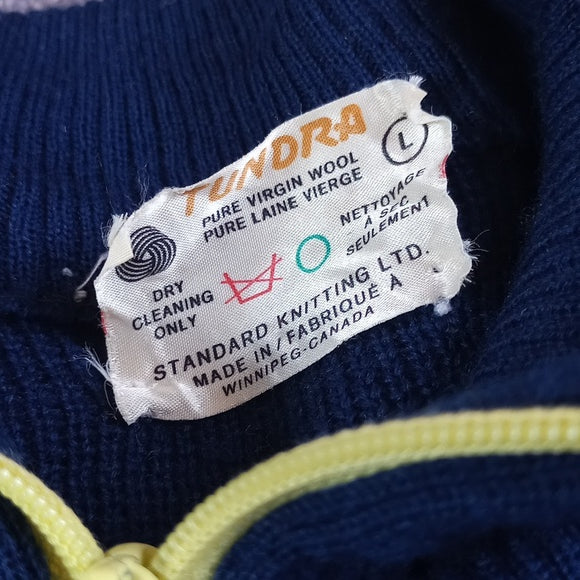 TUNDRA
L
PURE VIRGIN WOOL
PURE LAINE VIERGE
DRY
CLEANING
ONLY
NETTOYAGE
A SEC
SEULEMENT
STANDARD KNITTING LTD.
MADE IN / FABRIQUÉ À
WINNIPEG-CANADA